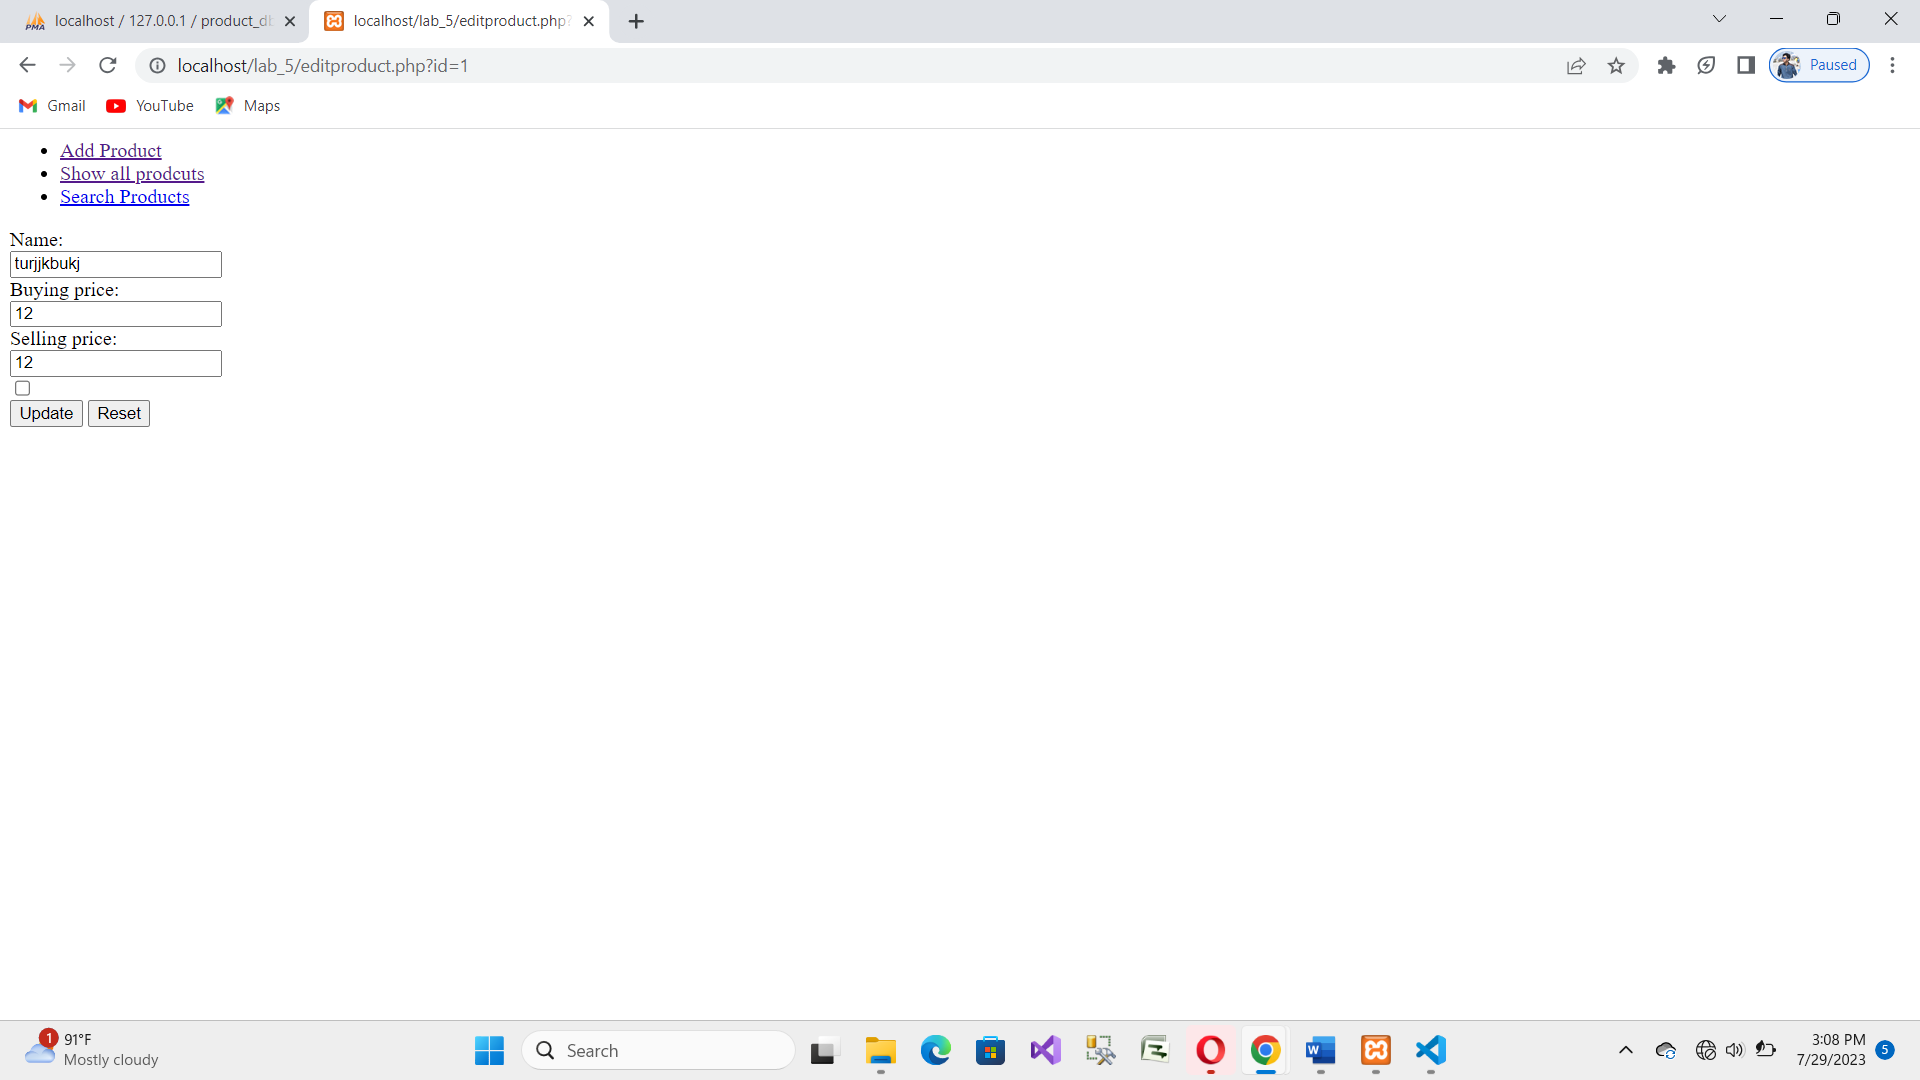 localhost / 127.0.0.1 / product_db
localhost/lab_5/editproduct.php?
localhost/lab_5/editproduct.php?id=1
Paused
Gmail
YouTube
Maps
Add Product
Show all prodcuts
Search Products
Name:
turjjkbukj
Buying price:
12
Selling price:
12
Update Reset
1
91°F
Mostly cloudy
Search
3:08 PM
7/29/2023
5